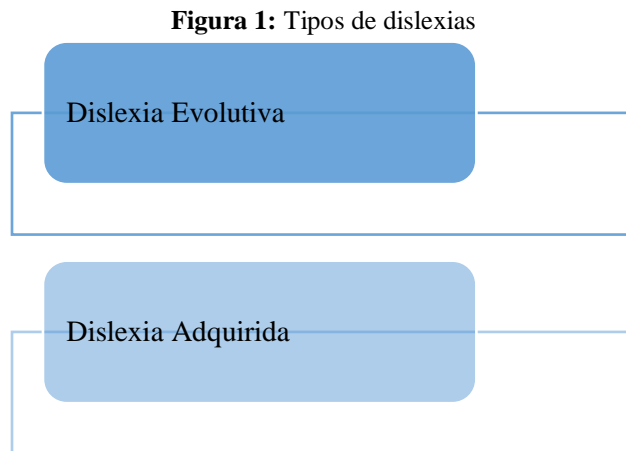 Figura 1: Tipos de dislexias
Dislexia Evolutiva
Dislexia Adquirida